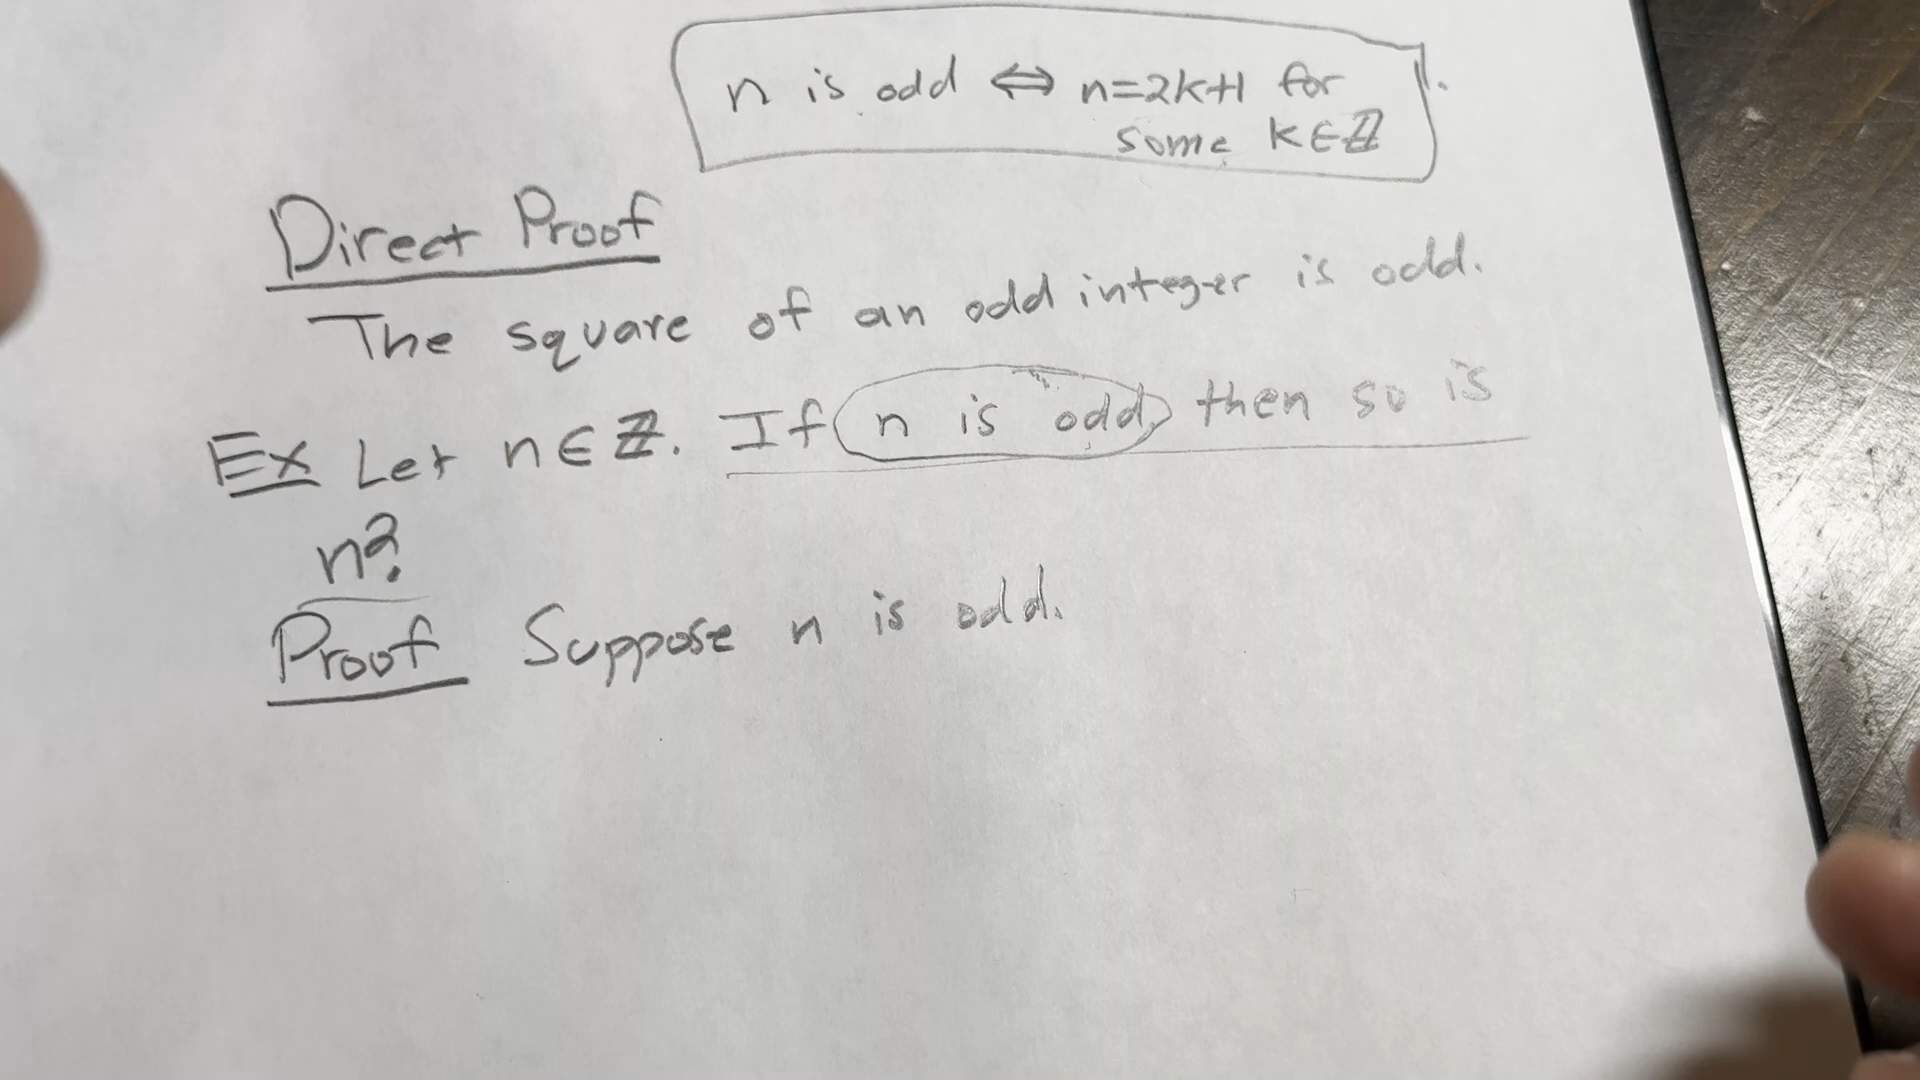 n is odd ⇔ n=2k+1 for
some k∈ℤ
Direct Proof
The square of an odd integer is odd.
Ex Let n∈ℤ. If n is odd, then so is
n².
Proof Suppose n is odd.